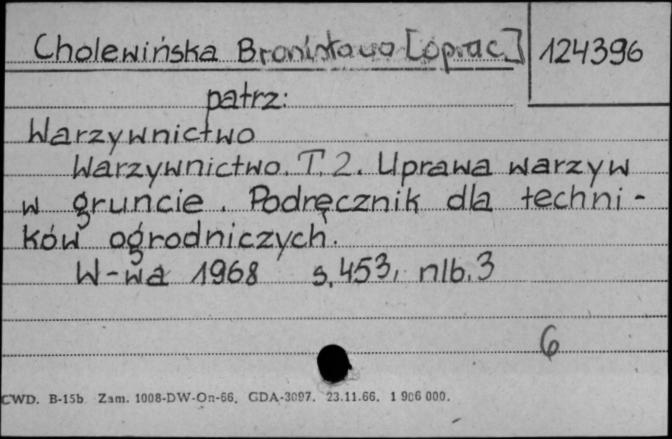 Cholewińska Bronisława [oprac.] 124396
patrz:
Warzywnictwo
Warzywnictwo. T. 2. Uprawa warzyw
w gruncie. Podręcznik dla techni-
ków ogrodniczych.
W-wa 1968 s. 453, nlb. 3
6
CWD. B-15b Zam. 1008-DW-On-66. GDA-3097. 23.11.66. 1 906 000.